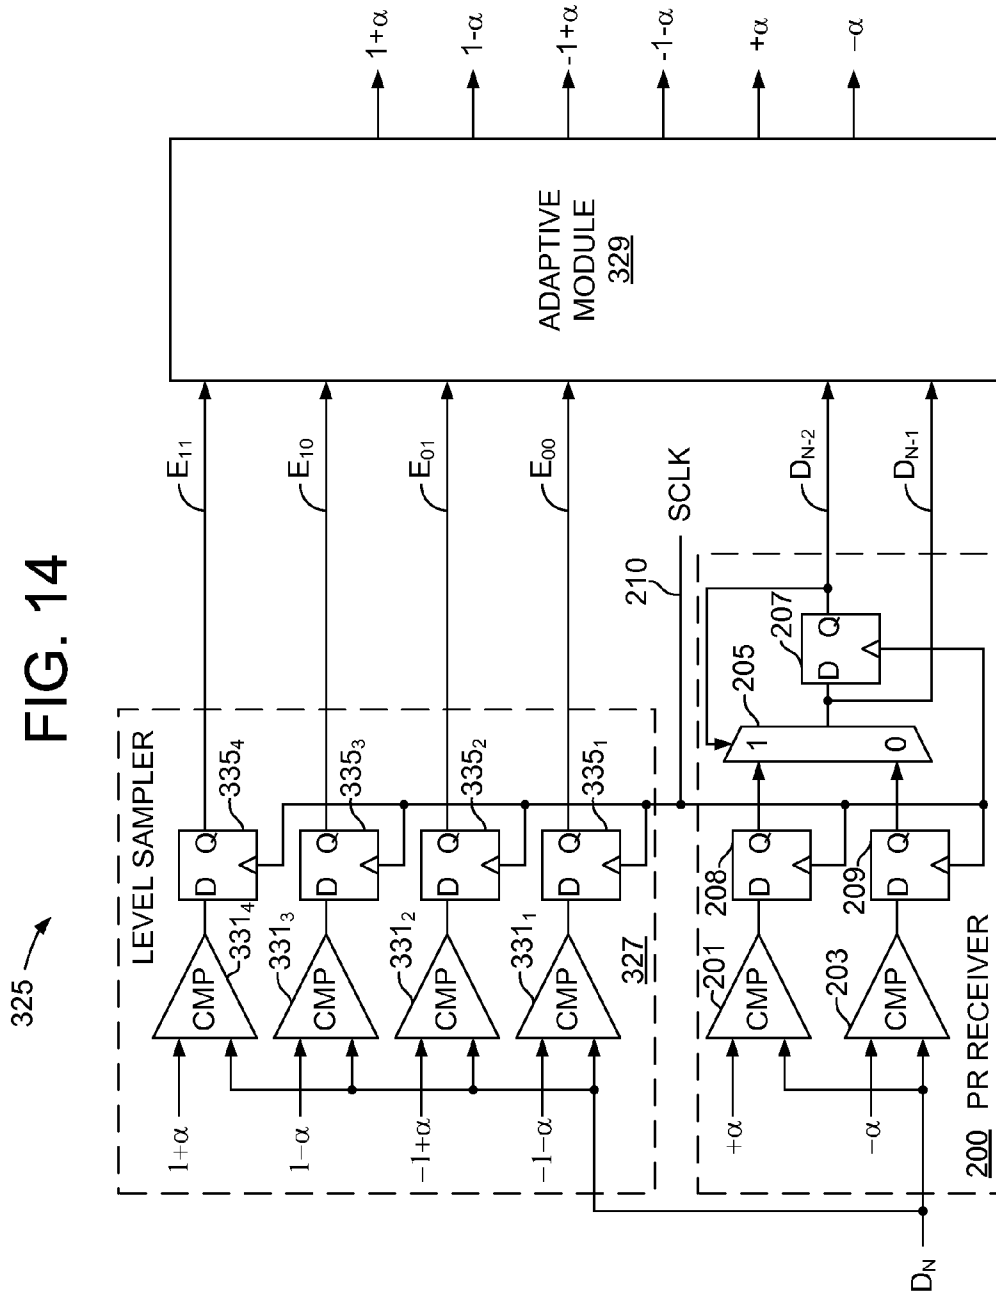 FIG. 14
325
LEVEL SAMPLER
1+α
CMP
331₄
D Q
335₄
E₁₁
1-α
CMP
331₃
D Q
335₃
E₁₀
-1+α
CMP
331₂
D Q
335₂
E₀₁
-1-α
CMP
331₁
D Q
335₁
E₀₀
327
210
SCLK
ADAPTIVE
MODULE
329
1+α
1-α
-1+α
-1-α
+α
-α
+α
201
CMP
208
D Q
-α
203
CMP
209
D Q
205
1
0
207
D Q
D_N-2
D_N-1
200 PR RECEIVER
D_N